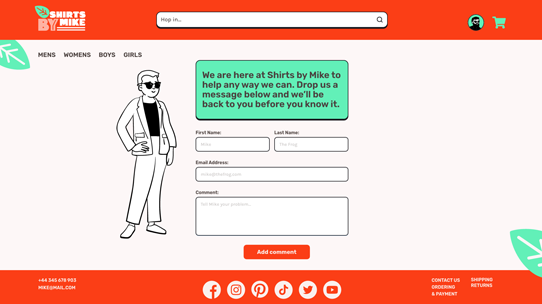 SHIRTS
BY MIKE
Hop in...
MENS WOMENS BOYS GIRLS
We are here at Shirts by Mike to
help any way we can. Drop us a
message below and we'll be
back to you before you know it.
First Name: Last Name:
Mike The Frog
Email Address:
mike@thefrog.com
Comment:
Tell Mike your problem...
Add comment
+44 345 678 903
MIKE@MAIL.COM
CONTACT US
ORDERING
& PAYMENT
SHIPPING
RETURNS